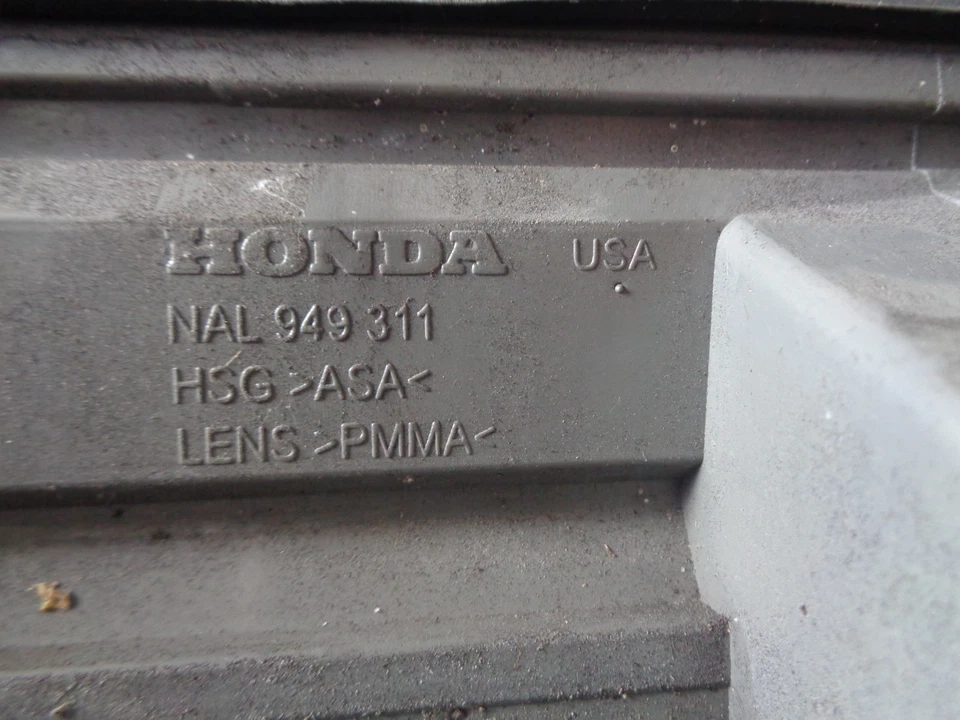 HONDA USA
NAL 949 311
HSG >ASA<
LENS >PMMA<